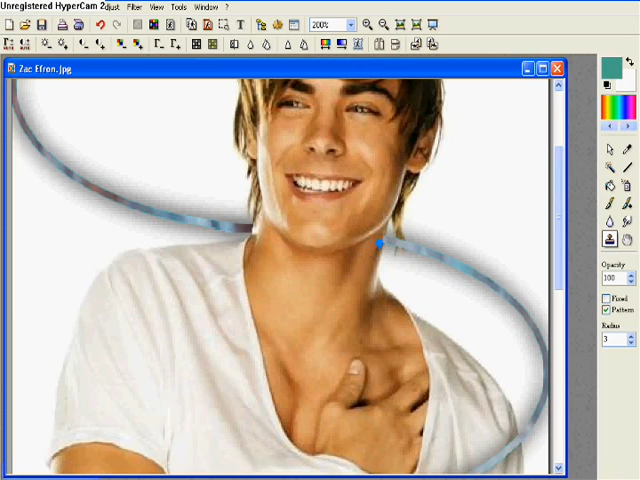 Unregistered HyperCam 2
djust Filter View Tools Window
200%
Zac Efron.jpg
Opacity
100
Fixed
Pattern
Radius
3